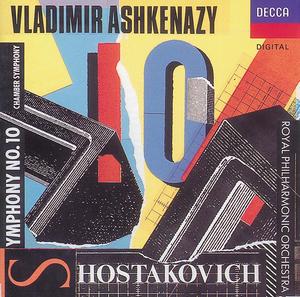 VLADIMIR ASHKENAZY
DECCA
DIGITAL
CHAMBER SYMPHONY
SYMPHONY NO.10
10
ROYAL PHILHARMONIC ORCHESTRA
SHOSTAKOVICH